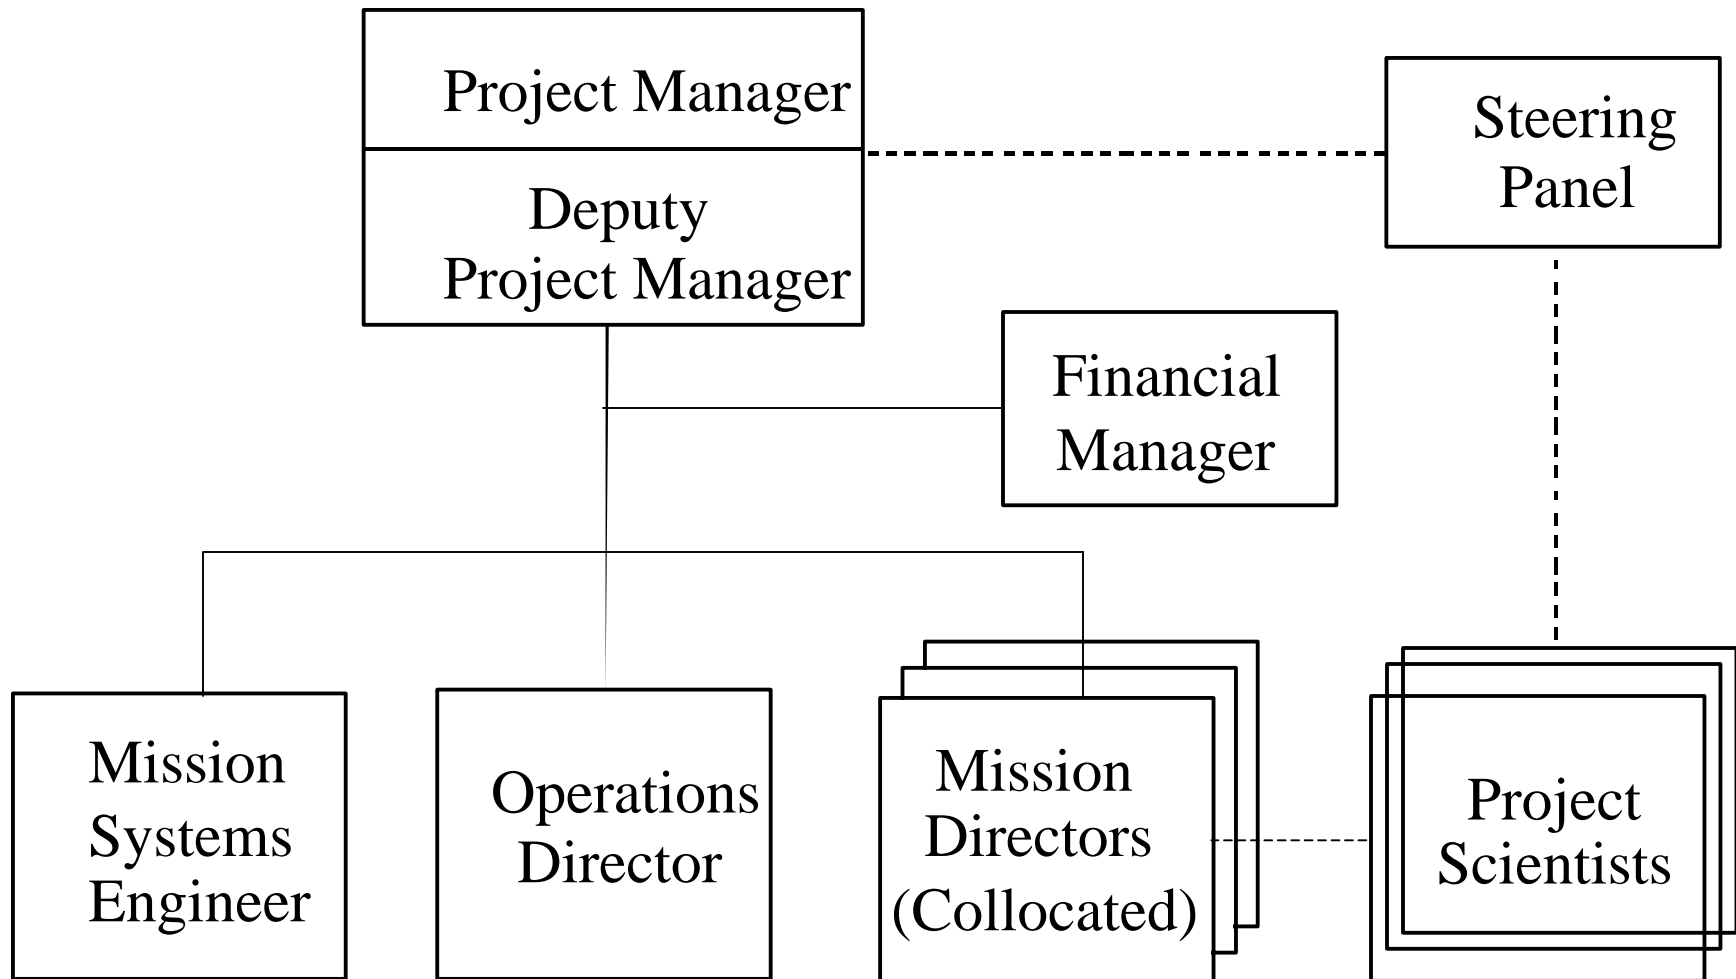 Project Manager
Deputy
Project Manager
Steering
Panel
Financial
Manager
Mission
Systems
Engineer
Operations
Director
Mission
Directors
(Collocated)
Project
Scientists